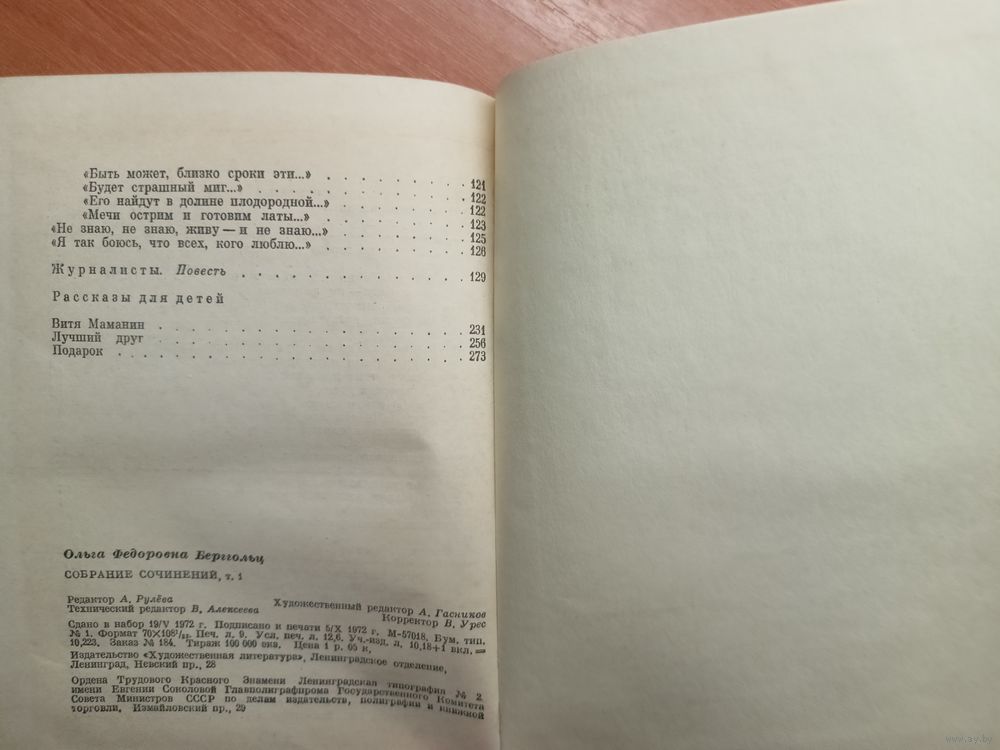 «Быть может, близко сроки эти...» . . . . . . . . 121
«Будет страшный миг...» . . . . . . . . . . . 122
«Его найдут в долине плодородной...» . . . . . . . 122
«Мечи острим и готовим латы...» . . . . . . . . 123
«Не знаю, не знаю, живу — и не знаю...» . . . . . . . 125
«Я так боюсь, что всех, кого люблю...» . . . . . . . . 126
Журналисты. Повесть . . . . . . . . . . . . 129
Рассказы для детей
Витя Маманин . . . . . . . . . . . . . . . . 231
Лучший друг . . . . . . . . . . . . . . . . 256
Подарок . . . . . . . . . . . . . . . . . . 273
Ольга Федоровна Берггольц
СОБРАНИЕ СОЧИНЕНИЙ, т. 1
Редактор А. Рулёва Художественный редактор А. Гасников
Технический редактор В. Алексеева Корректор В. Урес
Сдано в набор 19/V 1972 г. Подписано к печати 5/X 1972 г. М-57018. Бум. тип.
№ 1. Формат 70×108¹/₃₂. Печ. л. 9. Усл. печ. л. 12,6. Уч.-изд. л. 10,18+1 вкл. =
10,223. Заказ № 184. Тираж 100 000 экз. Цена 1 р. 05 к.
Издательство «Художественная литература», Ленинградское отделение,
Ленинград, Невский пр., 28
Ордена Трудового Красного Знамени Ленинградская типография № 2
имени Евгении Соколовой Главполиграфпрома Государственного Комитета
Совета Министров СССР по делам издательств, полиграфии и книжной
торговли. Измайловский пр., 29
www.ay.by